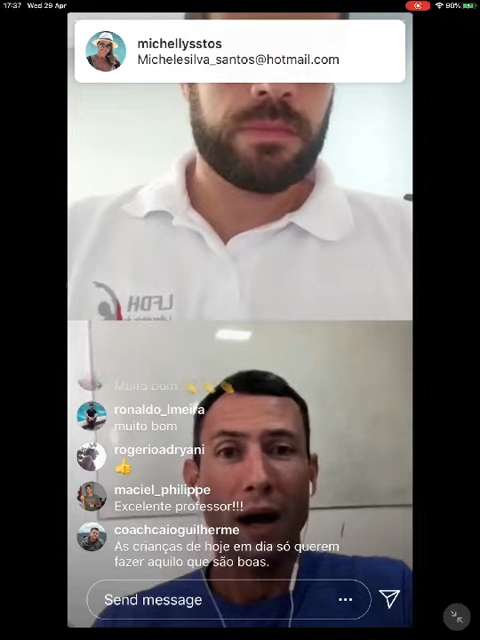 17:37 Wed 29 Apr
90%
michellysstos
Michelesilva_santos@hotmail.com
LFDH
Muito bom 👏👏👏
ronaldo_lmeira
muito bom
rogerioadryani
👍
maciel_philippe
Excelente professor!!!
coachcaioguilherme
As crianças de hoje em dia só querem
fazer aquilo que são boas.
Send message